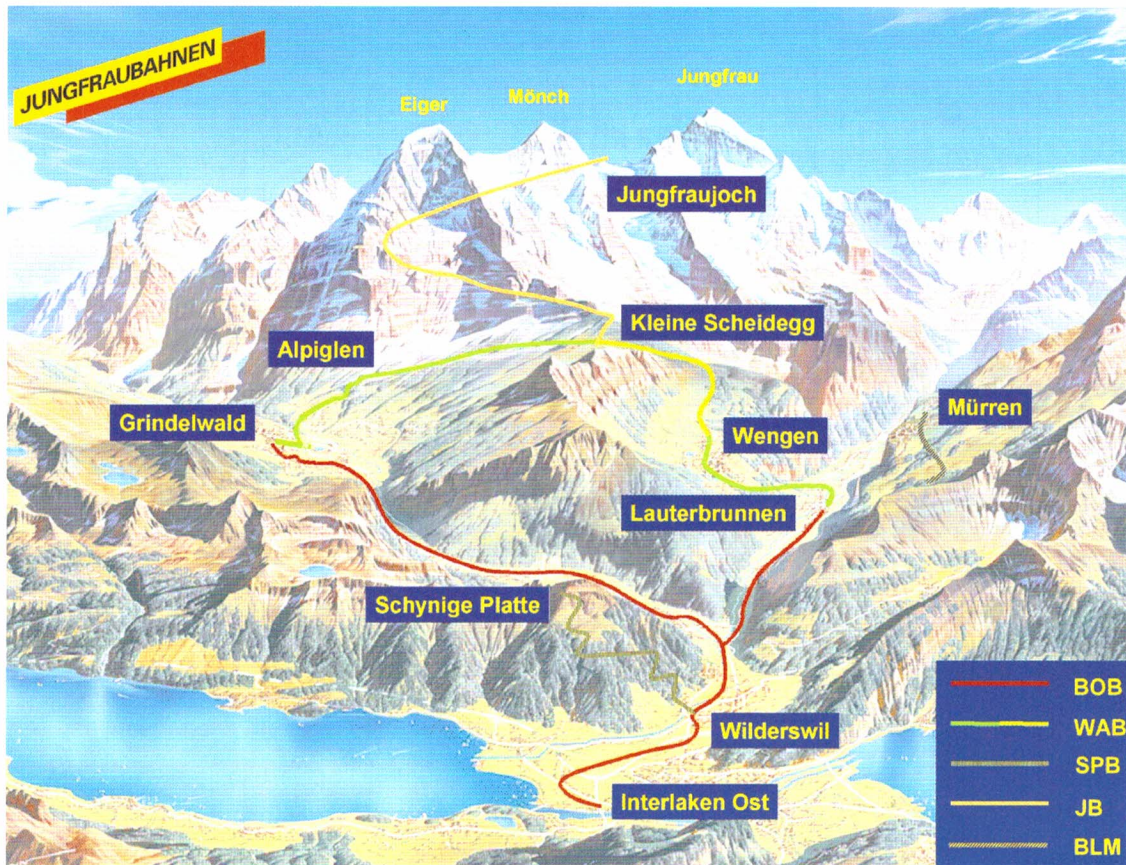 JUNGFRAUBAHNEN
Eiger
Mönch
Jungfrau
Jungfraujoch
Kleine Scheidegg
Alpiglen
Grindelwald
Mürren
Wengen
Lauterbrunnen
Schynige Platte
Wilderswil
Interlaken Ost
BOB
WAB
SPB
JB
BLM